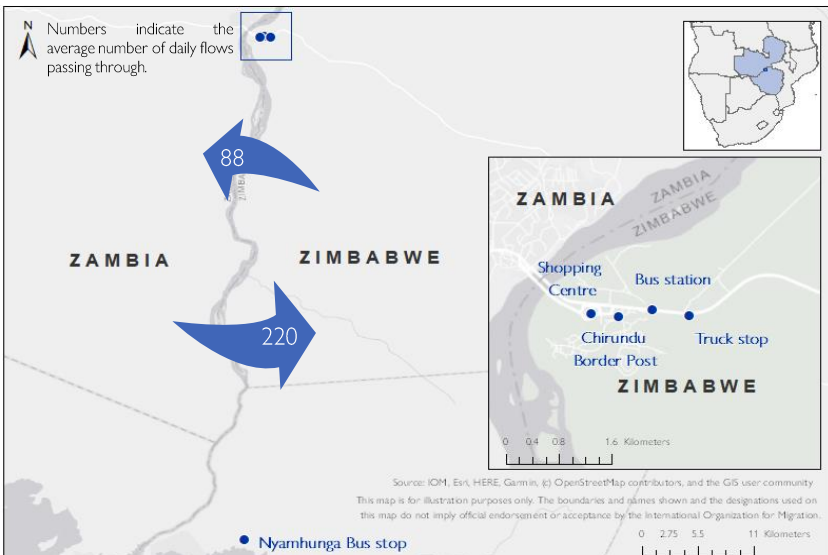 N
Numbers indicate the
average number of daily flows
passing through.
88
ZAMBIA
ZIMBABWE
220
ZAMBIA
ZAMBIA
ZIMBABWE
Shopping
Centre
Bus station
Chirundu
Border Post
Truck stop
ZIMBABWE
0 0.4 0.8 1.6 Kilometers
Source: IOM, Esri, HERE, Garmin, (c) OpenStreetMap contributors, and the GIS user community
This map is for illustration purposes only. The boundaries and names shown and the designations used on
this map do not imply official endorsement or acceptance by the International Organization for Migration.
0 2.75 5.5 11 Kilometers
Nyamhunga Bus stop